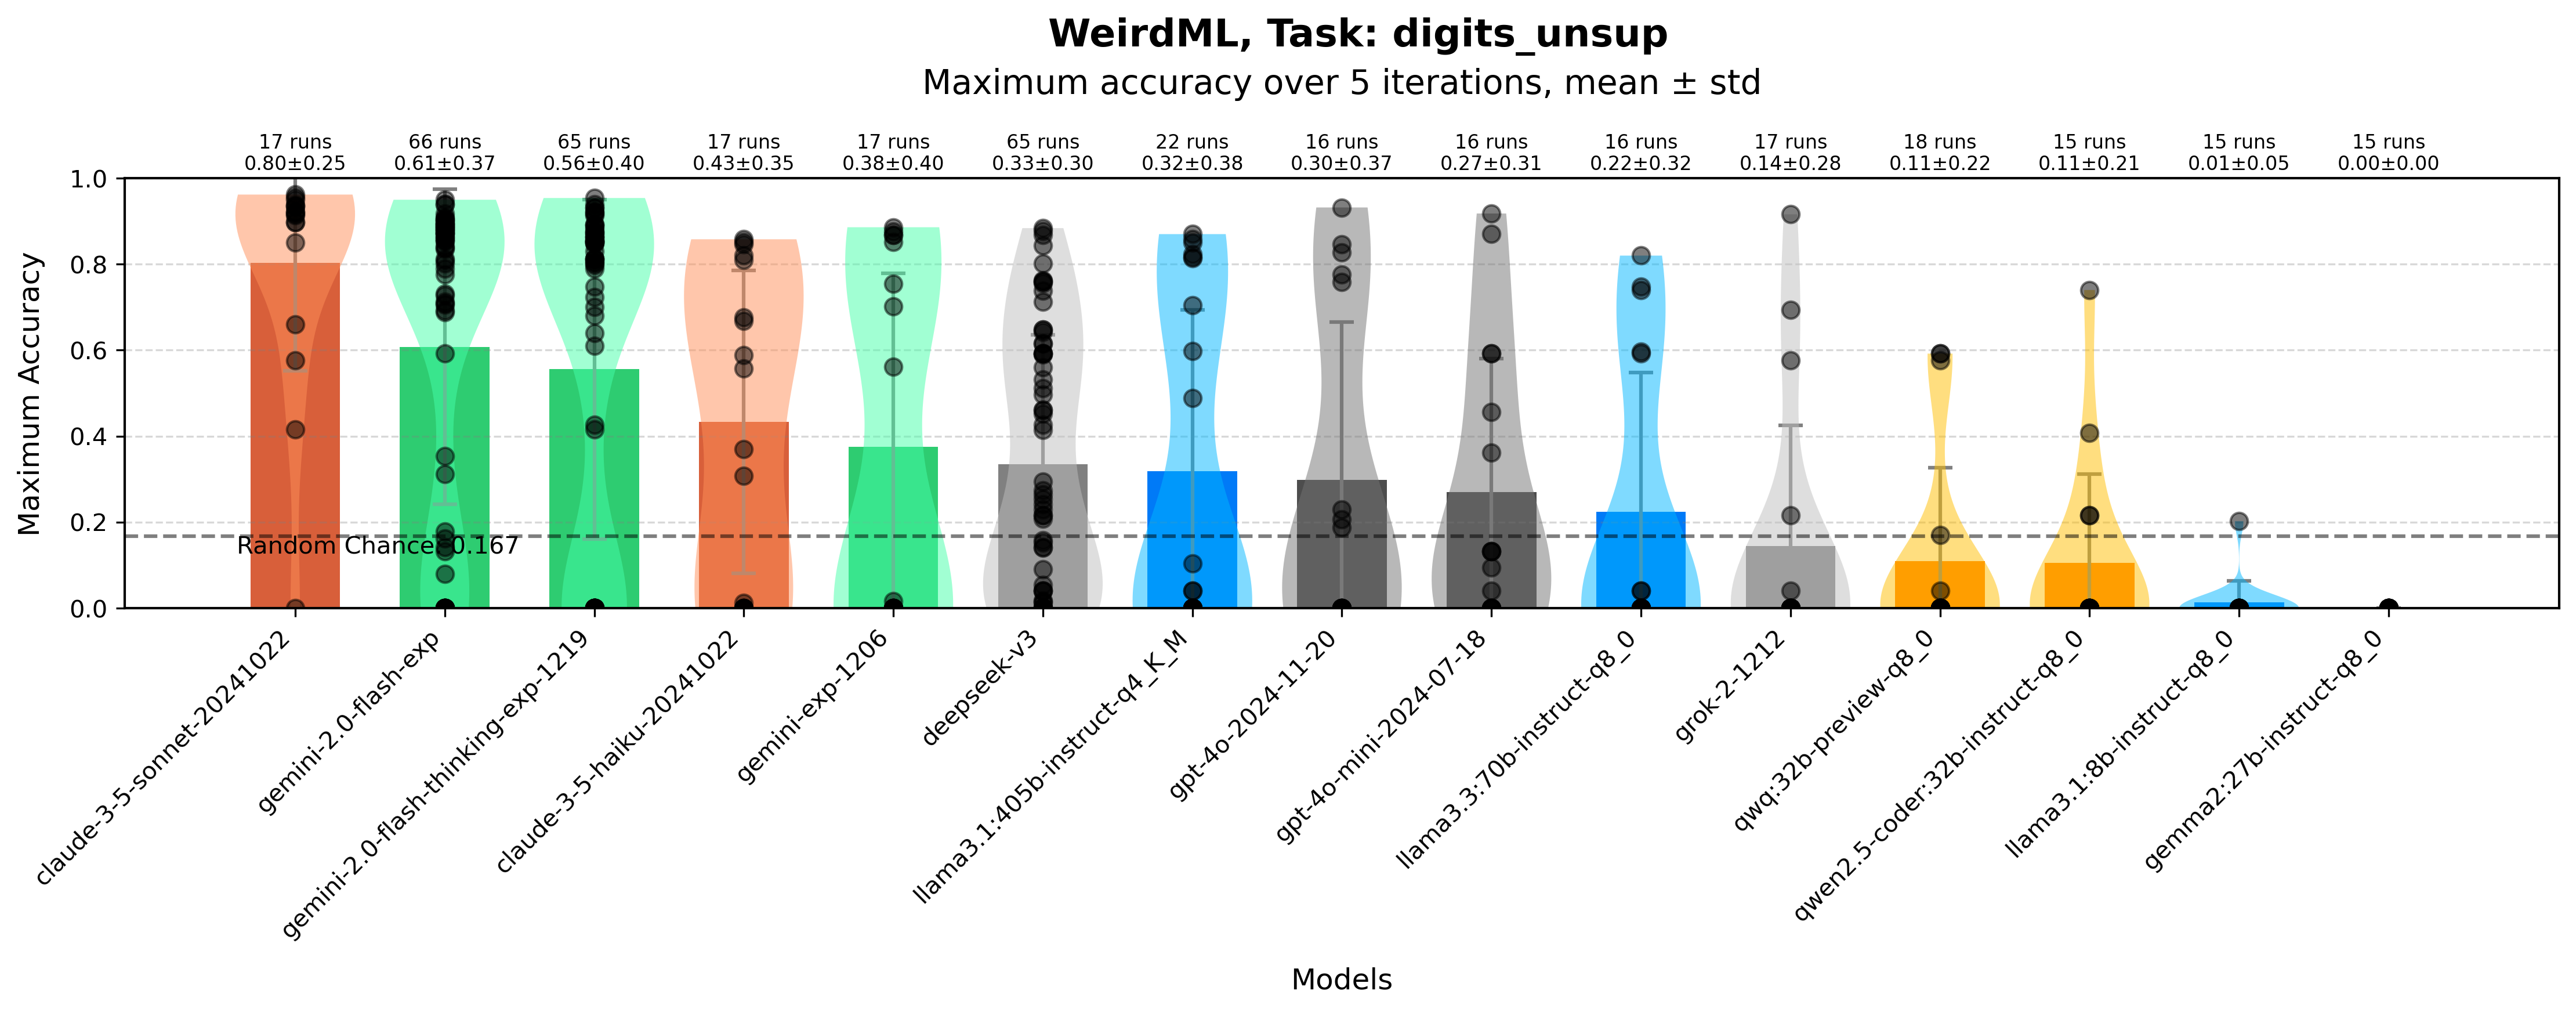 WeirdML, Task: digits_unsup
Maximum accuracy over 5 iterations, mean ± std
17 runs
0.80±0.25
66 runs
0.61±0.37
65 runs
0.56±0.40
17 runs
0.43±0.35
17 runs
0.38±0.40
65 runs
0.33±0.30
22 runs
0.32±0.38
16 runs
0.30±0.37
16 runs
0.27±0.31
16 runs
0.22±0.32
17 runs
0.14±0.28
18 runs
0.11±0.22
15 runs
0.11±0.21
15 runs
0.01±0.05
15 runs
0.00±0.00
Maximum Accuracy
1.0
0.8
0.6
0.4
0.2
0.0
Random Chance: 0.167
claude-3-5-sonnet-20241022
gemini-2.0-flash-exp
gemini-2.0-flash-thinking-exp-1219
claude-3-5-haiku-20241022
gemini-exp-1206
deepseek-v3
llama3.1:405b-instruct-q4_K_M
gpt-4o-2024-11-20
gpt-4o-mini-2024-07-18
llama3.3:70b-instruct-q8_0
grok-2-1212
qwq:32b-preview-q8_0
qwen2.5-coder:32b-instruct-q8_0
llama3.1:8b-instruct-q8_0
gemma2:27b-instruct-q8_0
Models